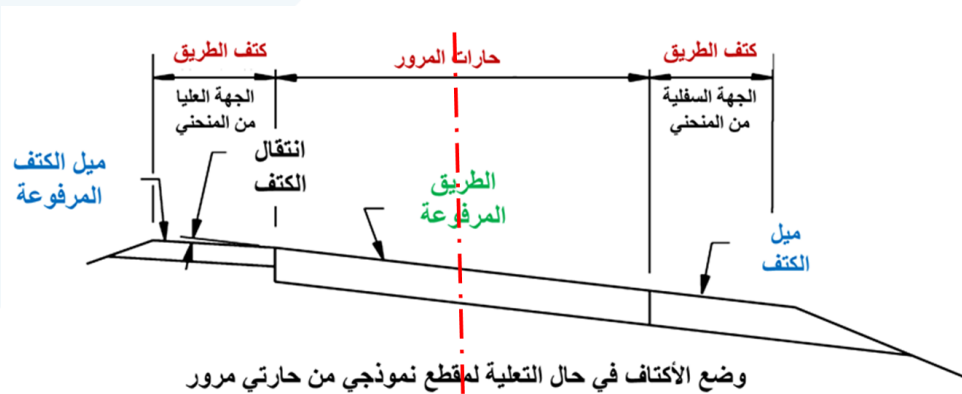 كتف الطريق
حارات المرور
كتف الطريق
الجهة السفلية
من المنحني
الجهة العليا
من المنحني
انتقال
الكتف
ميل الكتف
المرفوعة
الطريق
المرفوعة
ميل
الكتف
وضع الأكتاف في حال التعلية لمقطع نموذجي من حارتي مرور